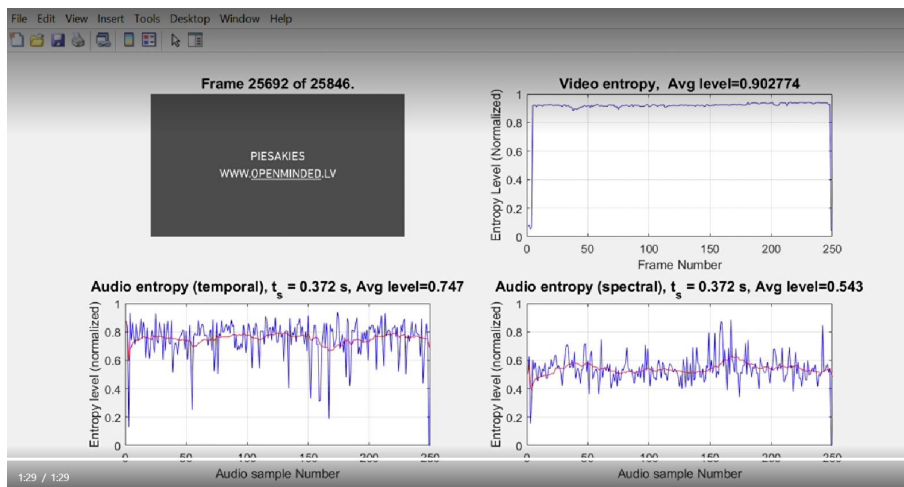 File Edit View Insert Tools Desktop Window Help
Frame 25692 of 25846.
PIESAKIES
WWW.OPENMINDED.LV
Video entropy, Avg level=0.902774
Entropy Level (Normalized)
1
0.8
0.6
0.4
0.2
0
0 50 100 150 200 250
Frame Number
Audio entropy (temporal), t_s = 0.372 s, Avg level=0.747
Entropy level (normalized)
1
0.8
0.6
0.4
0.2
0
0 50 100 150 200 250
Audio sample Number
Audio entropy (spectral), t_s = 0.372 s, Avg level=0.543
Entropy level (normalized)
1
0.8
0.6
0.4
0.2
0
0 50 100 150 200 250
Audio sample Number
1:29 / 1:29